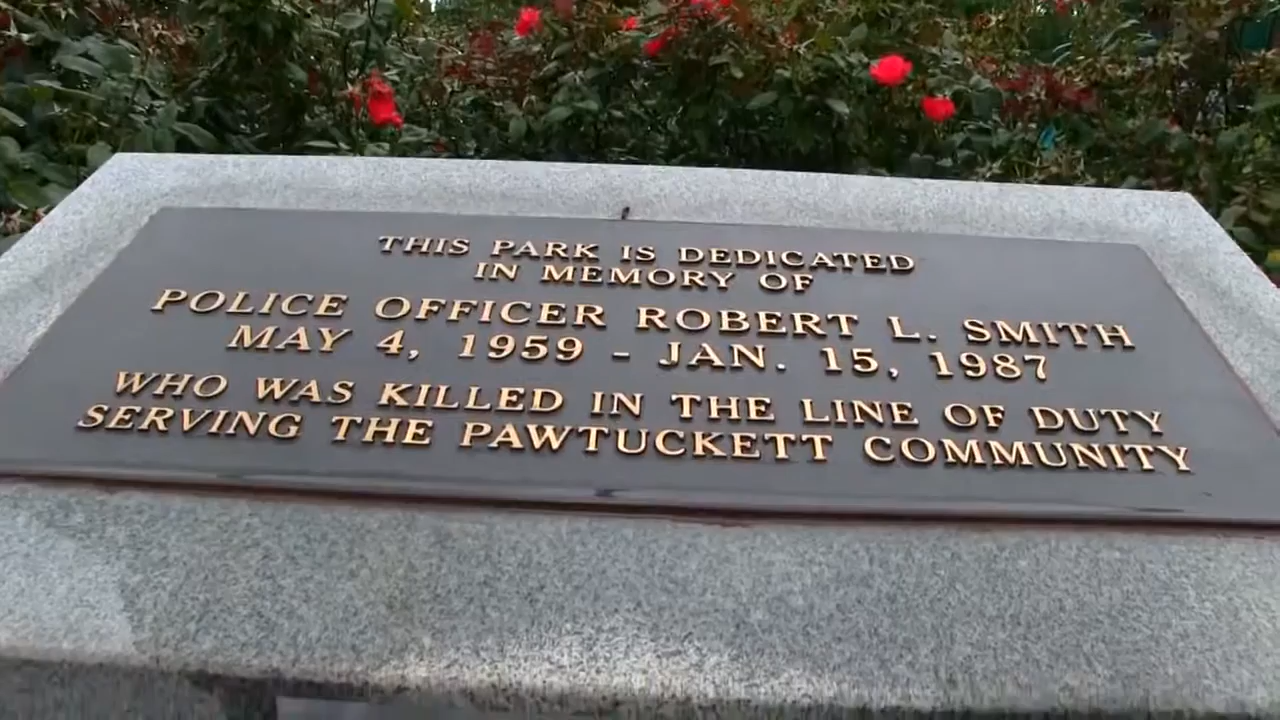 THIS PARK IS DEDICATED
IN MEMORY OF
POLICE OFFICER ROBERT L. SMITH
MAY 4, 1959 - JAN. 15, 1987
WHO WAS KILLED IN THE LINE OF DUTY
SERVING THE PAWTUCKETT COMMUNITY